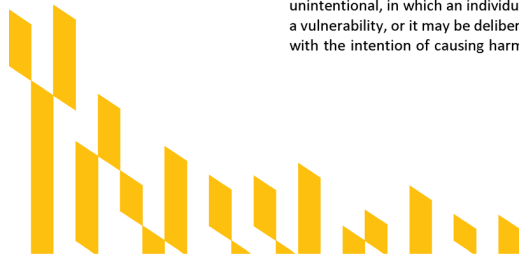 unintentional, in which an individu
a vulnerability, or it may be deliber
with the intention of causing harm